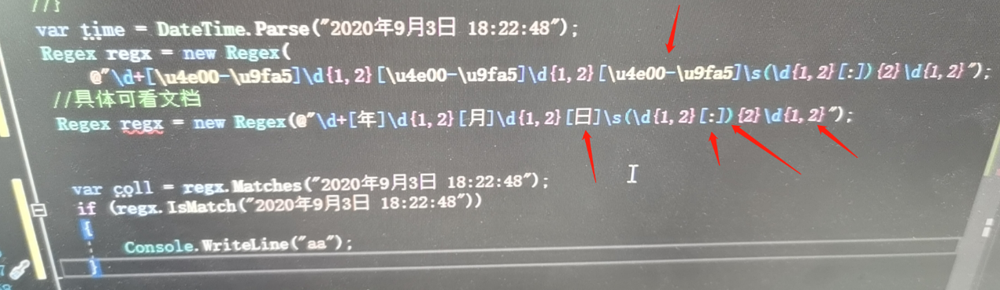 //}
var time = DateTime.Parse("2020年9月3日 18:22:48");
Regex regx = new Regex(
@"\d+[\u4e00-\u9fa5]\d{1,2}[\u4e00-\u9fa5]\d{1,2}[\u4e00-\u9fa5]\s(\d{1,2}[:]){2}\d{1,2}");
//具体可看文档
Regex regx = new Regex(@"\d+[年]\d{1,2}[月]\d{1,2}[日]\s(\d{1,2}[:]){2}\d{1,2}");
var coll = regx.Matches("2020年9月3日 18:22:48");
if (regx.IsMatch("2020年9月3日 18:22:48"))
{
Console.WriteLine("aa");
}